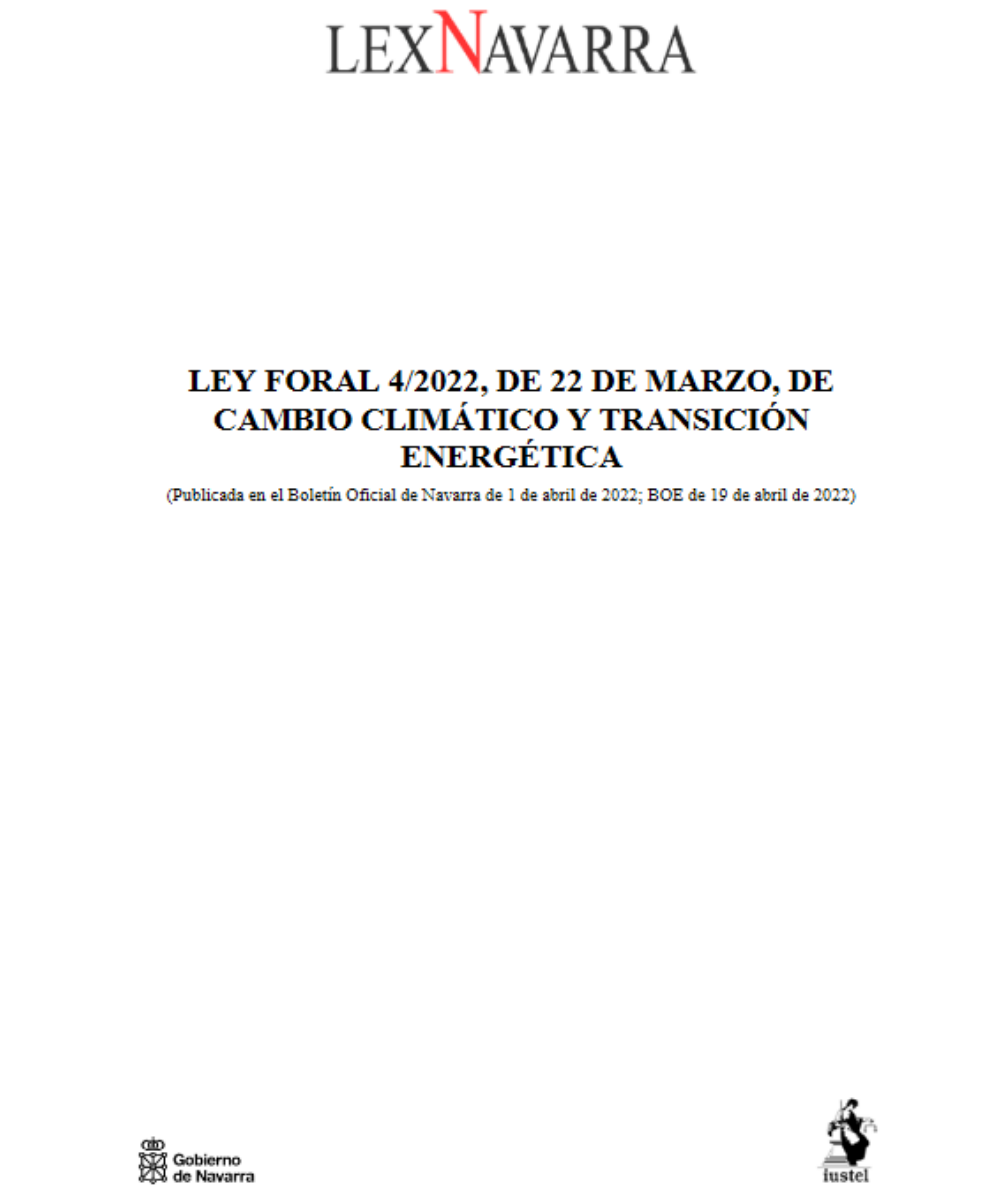 LEXNAVARRA
LEY FORAL 4/2022, DE 22 DE MARZO, DE
CAMBIO CLIMÁTICO Y TRANSICIÓN
ENERGÉTICA
(Publicada en el Boletín Oficial de Navarra de 1 de abril de 2022; BOE de 19 de abril de 2022)
Gobierno
de Navarra
iustel